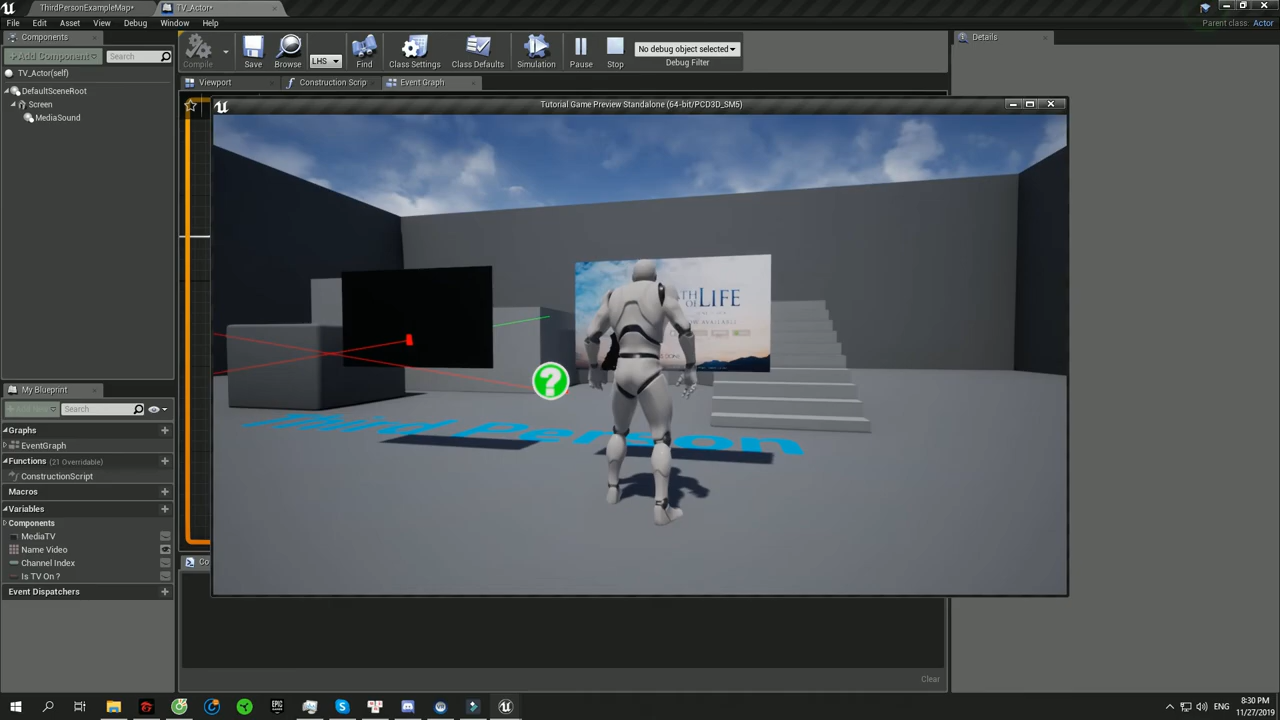 ThirdPersonExampleMap*
TV_Actor*
File Edit Asset View Debug Window Help
Parent class: Actor
Components
+Add Component
Search
TV_Actor(self)
DefaultSceneRoot
Screen
MediaSound
Compile
Save
Browse
LHS
Find
Class Settings
Class Defaults
Simulation
Pause
Stop
No debug object selected
Debug Filter
Details
Viewport
Construction Scrip
Event Graph
Tutorial Game Preview Standalone (64-bit/PCD3D_SM5)
OF LIFE
?
Third Person
My Blueprint
Search
Graphs
EventGraph
Functions (21 Overridable)
ConstructionScript
Macros
Variables
Components
MediaTV
Name Video
Channel Index
Is TV On ?
Event Dispatchers
Co
Clear
EPIC
ENG
8:30 PM
11/27/2019